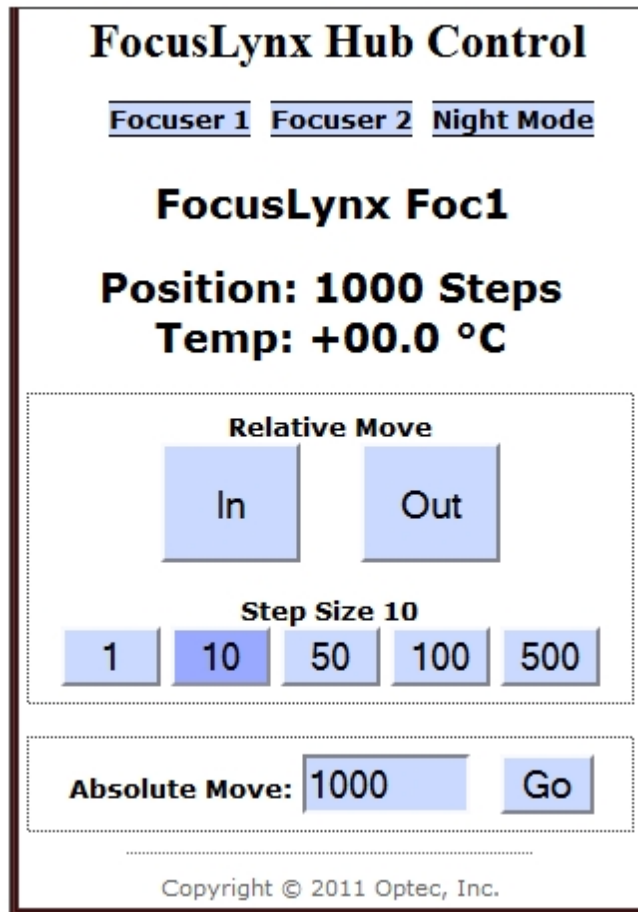 FocusLynx Hub Control
Focuser 1 Focuser 2 Night Mode
FocusLynx Foc1
Position: 1000 Steps
Temp: +00.0 °C
Relative Move
In Out
Step Size 10
1 10 50 100 500
Absolute Move: 1000 Go
Copyright © 2011 Optec, Inc.